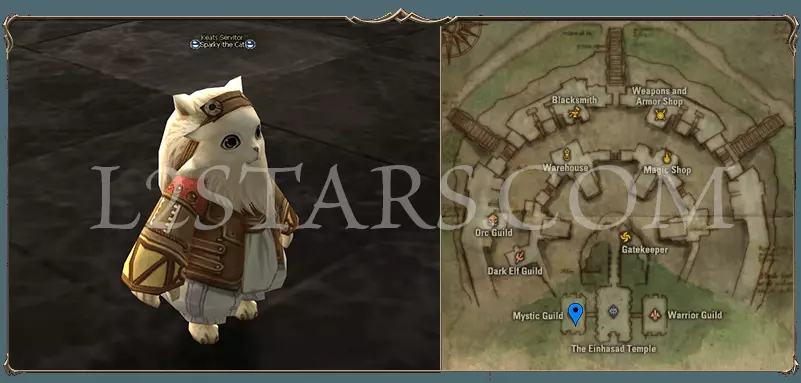 Keats Servitor
Sparky the Cat
L2STARS.COM
Blacksmith
Weapons and
Armor Shop
Warehouse
Magic Shop
Orc Guild
Gatekeeper
Dark Elf Guild
Mystic Guild
Warrior Guild
The Einhasad Temple